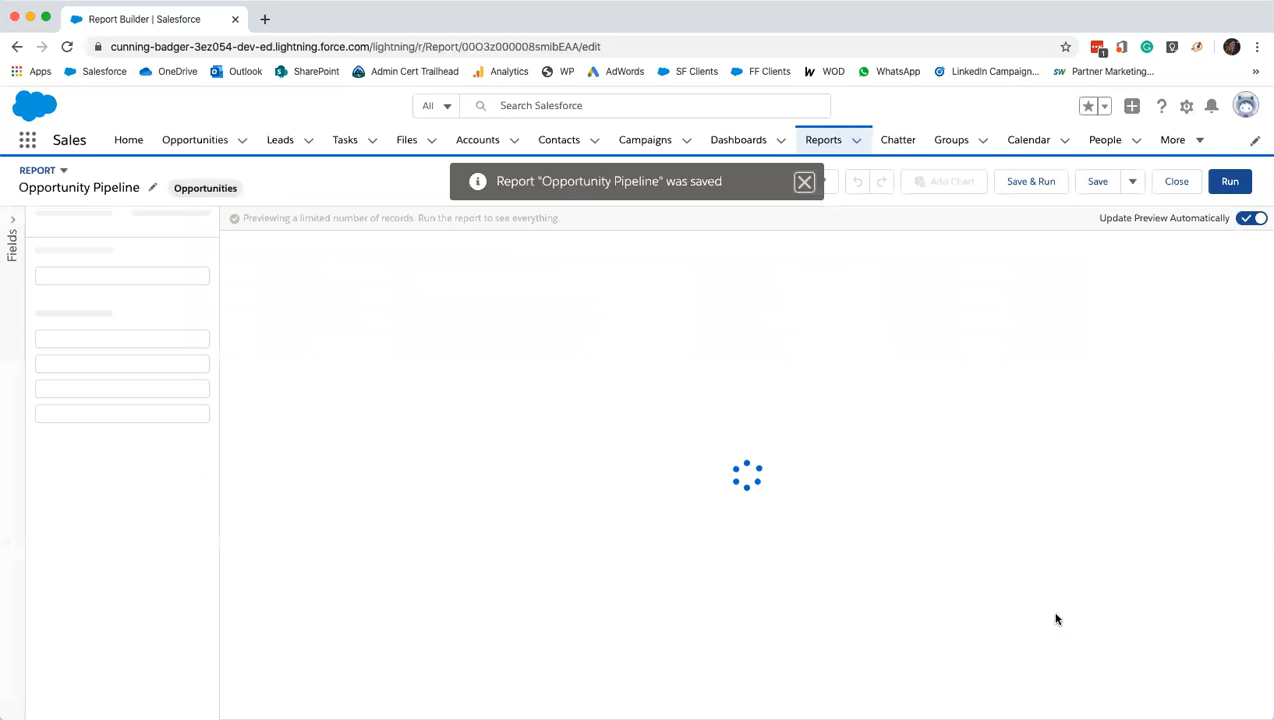 Report Builder | Salesforce
cunning-badger-3ez054-dev-ed.lightning.force.com/lightning/r/Report/00O3z000008smibEAA/edit
1
Apps Salesforce OneDrive Outlook SharePoint Admin Cert Trailhead Analytics WP AdWords SF Clients FF Clients WOD WhatsApp LinkedIn Campaign... Partner Marketing... »
All Search Salesforce
Sales Home Opportunities Leads Tasks Files Accounts Contacts Campaigns Dashboards Reports Chatter Groups Calendar People More
REPORT
Opportunity Pipeline Opportunities
Report "Opportunity Pipeline" was saved
Add Chart Save & Run Save Close Run
Fields
Previewing a limited number of records. Run the report to see everything.
Update Preview Automatically